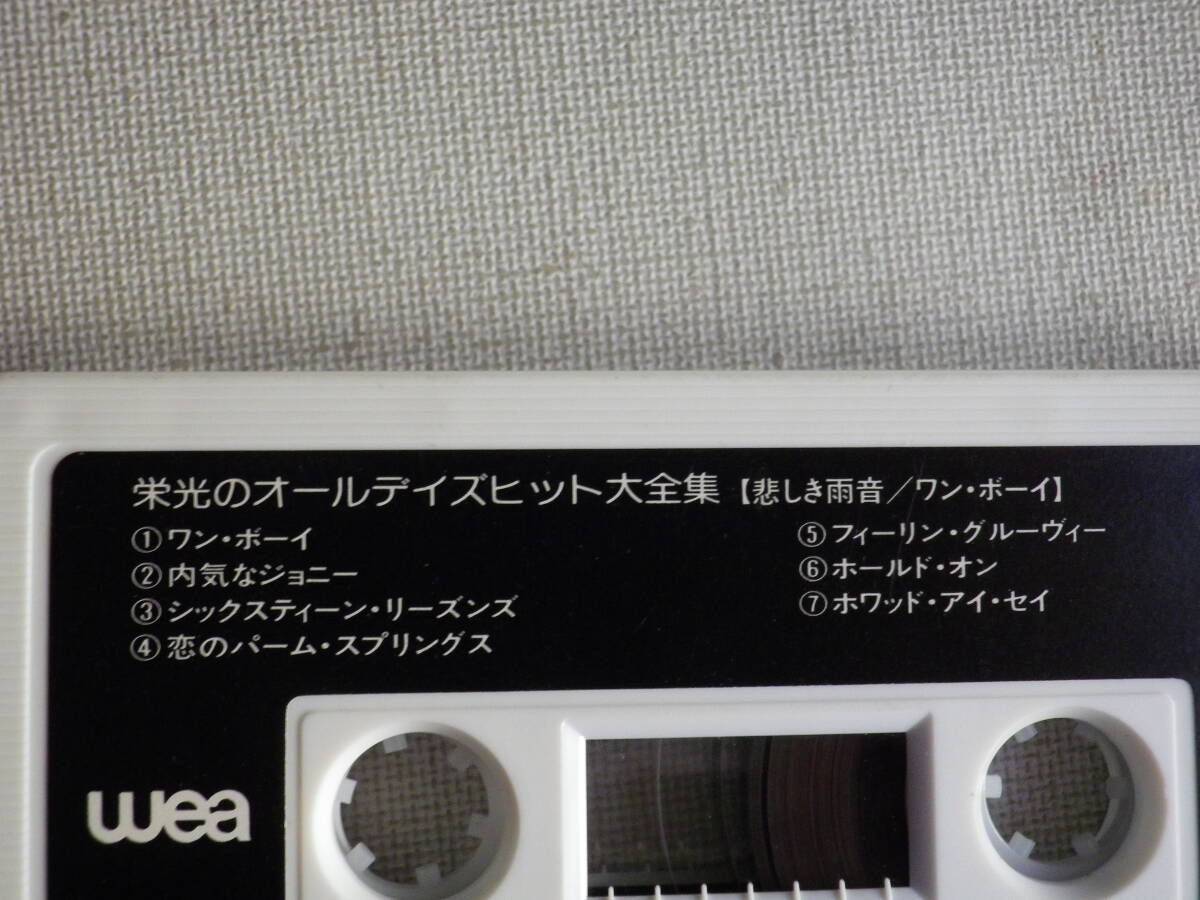 栄光のオールデイズヒット大全集【悲しき雨音／ワン・ボーイ】
①ワン・ボーイ
②内気なジョニー
③シックスティーン・リーズンズ
④恋のパーム・スプリングス
⑤フィーリン・グルーヴィー
⑥ホールド・オン
⑦ホワッド・アイ・セイ
wea